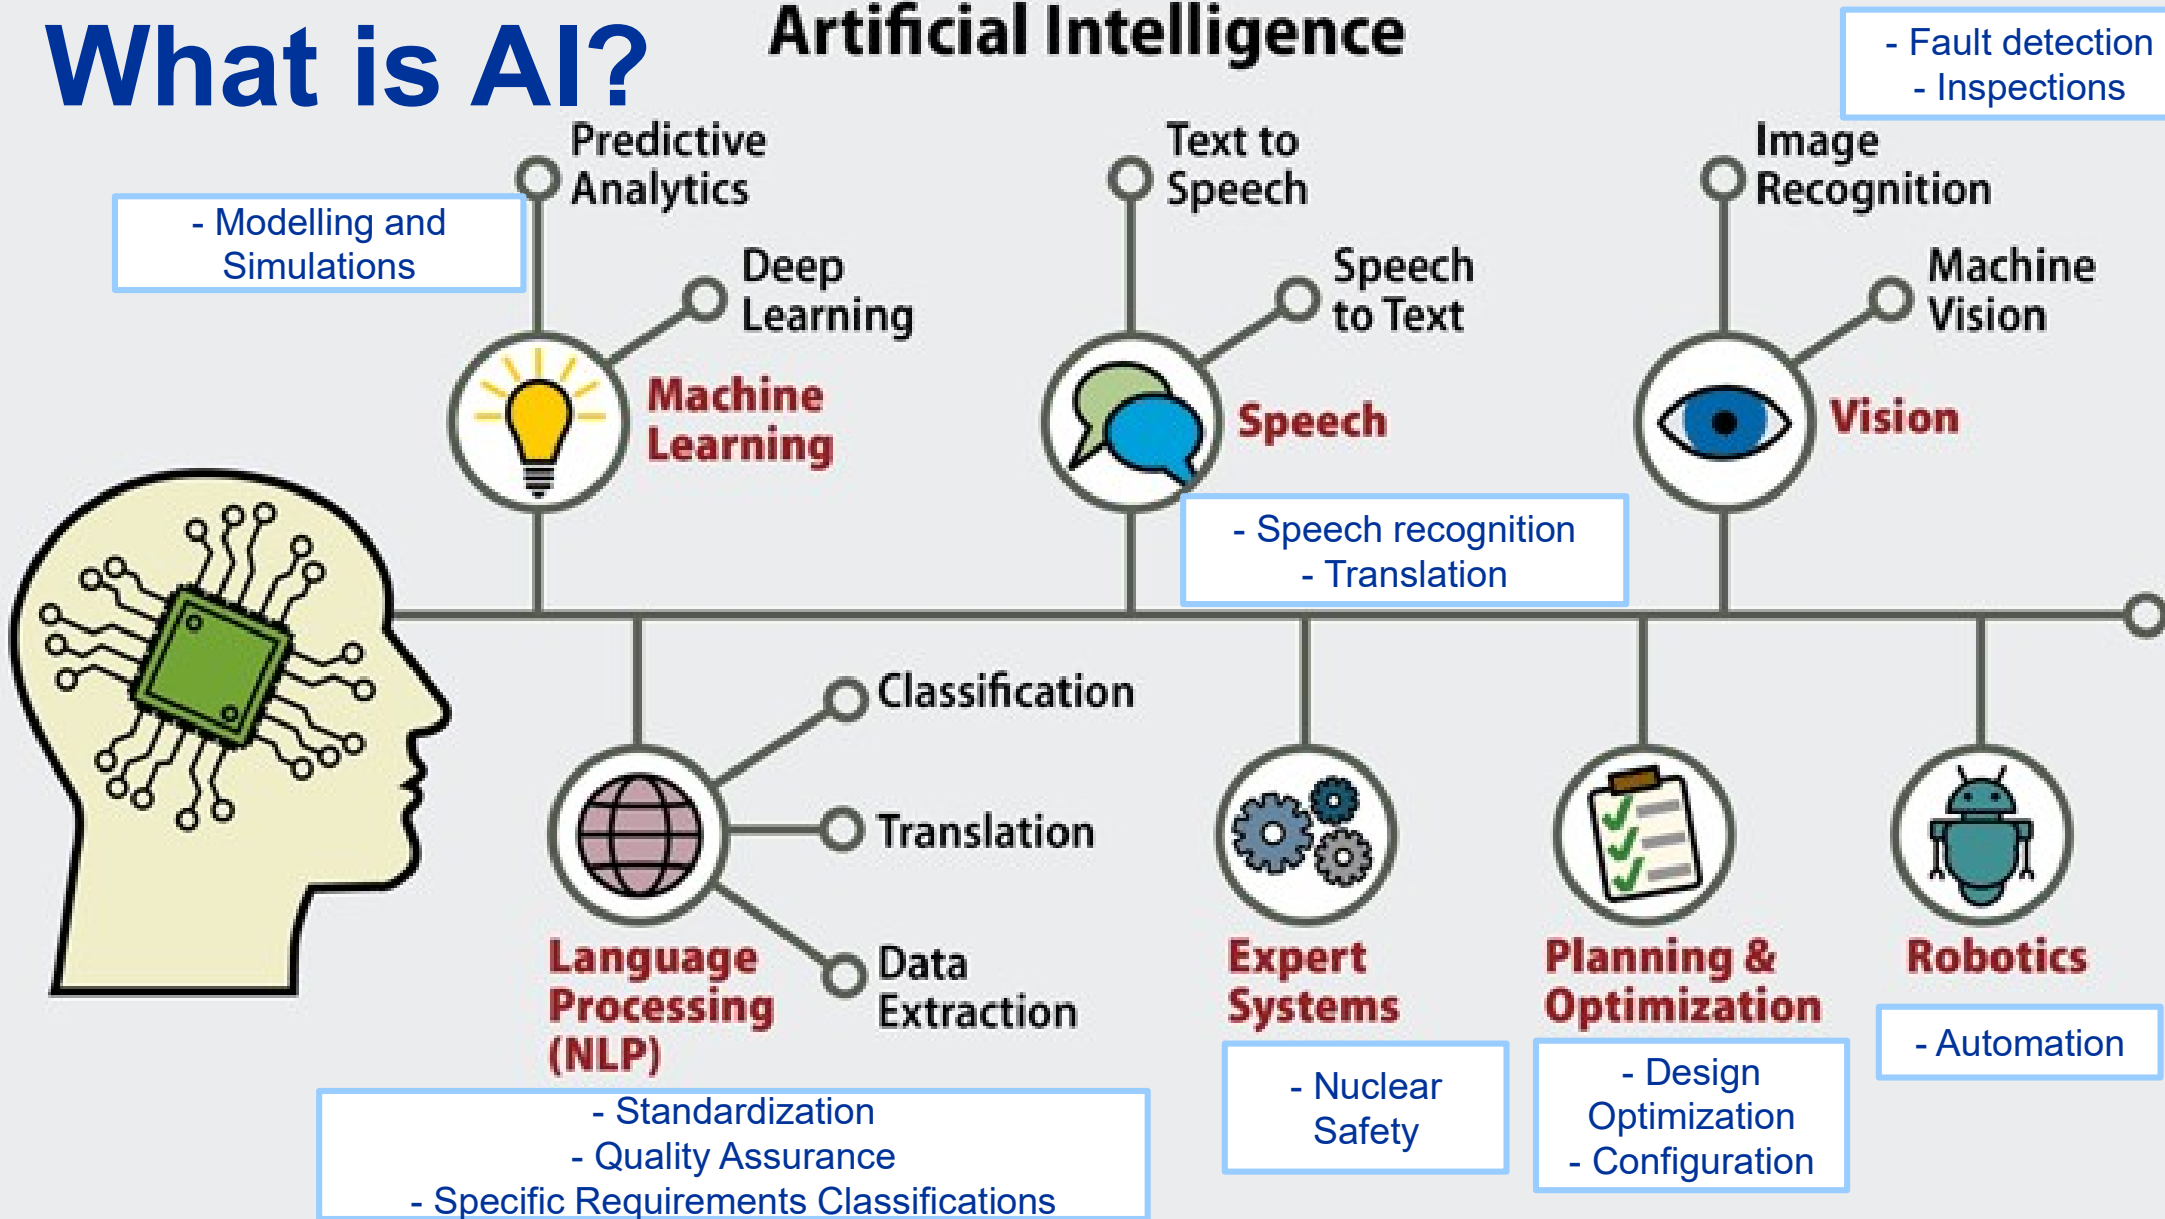 What is AI?
Artificial Intelligence
- Fault detection
- Inspections
Predictive
Analytics
Text to
Speech
Image
Recognition
- Modelling and
Simulations
Deep
Learning
Speech
to Text
Machine
Vision
Machine
Learning
Speech
Vision
- Speech recognition
- Translation
Classification
Translation
Data
Extraction
Language
Processing
(NLP)
Expert
Systems
Planning &
Optimization
Robotics
- Standardization
- Quality Assurance
- Specific Requirements Classifications
- Nuclear
Safety
- Design
Optimization
- Configuration
- Automation